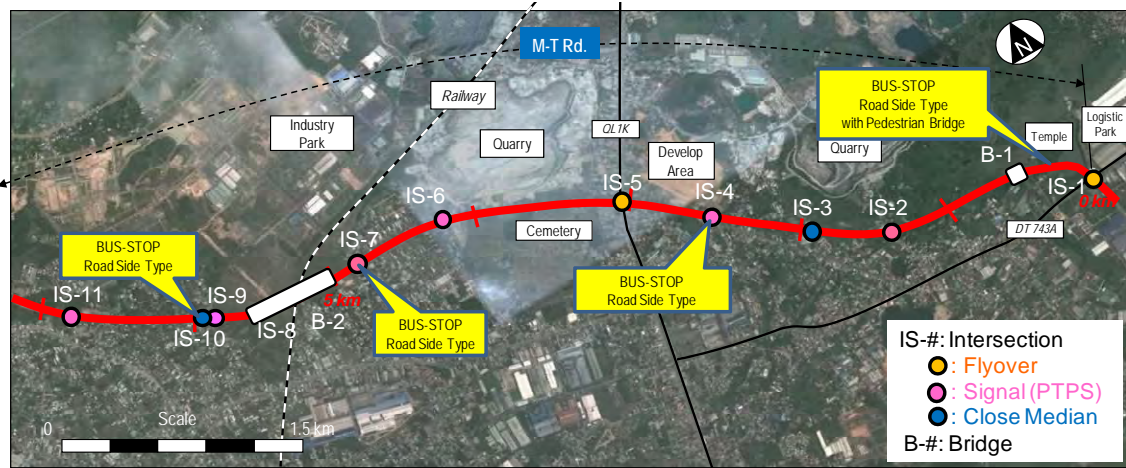 M-T Rd.
N
Railway
Industry
Park
Quarry
QL1K
Develop
Area
BUS-STOP
Road Side Type
with Pedestrian Bridge
Quarry
Temple
Logistic
Park
B-1
IS-1
0 km
IS-2
IS-3
IS-4
IS-5
IS-6
IS-7
Cemetery
DT 743A
BUS-STOP
Road Side Type
BUS-STOP
Road Side Type
BUS-STOP
Road Side Type
5 km
B-2
IS-8
IS-9
IS-10
IS-11
Scale
0
1.5 km
IS-#: Intersection
: Flyover
: Signal (PTPS)
: Close Median
B-#: Bridge